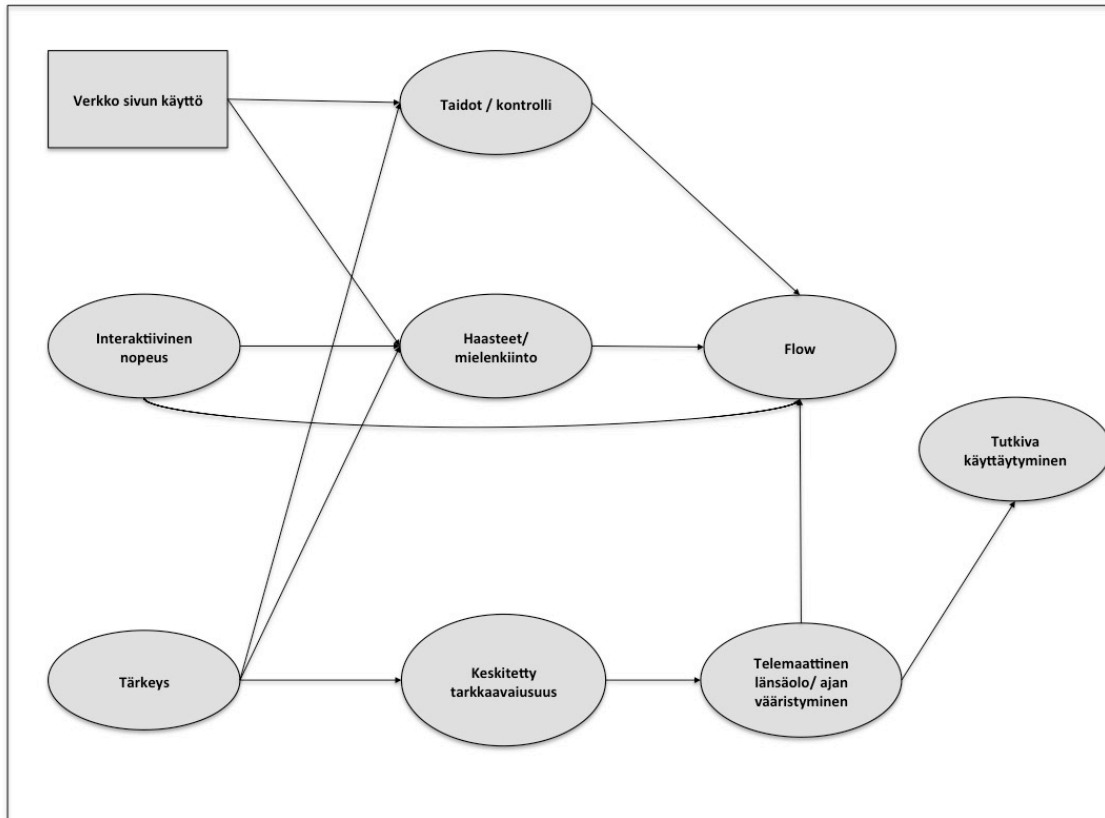 Verkko sivun käyttö
Taidot / kontrolli
Interaktiivinen
nopeus
Haasteet/
mielenkiinto
Flow
Tutkiva
käyttäytyminen
Tärkeys
Keskitetty
tarkkaavaiusuus
Telemaattinen
länsäolo/ ajan
vääristyminen